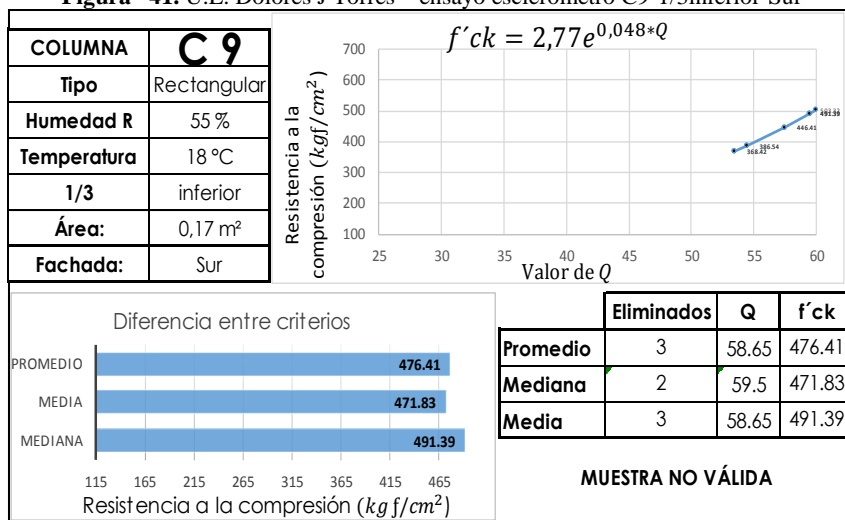 Figura 41. U.E. Dolores J Torres – ensayo esclerómetro C9 1/3inferior Sur
COLUMNA C 9
Tipo Rectangular
Humedad R 55 %
Temperatura 18 °C
1/3 inferior
Área: 0,17 m²
Fachada: Sur
f´ck = 2,77e^0,048*Q
Resistencia a la
compresión (kgf/cm²)
700
600
500
400
300
200
100
368.42
386.54
446.41
491.39
25 30 35 40 45 50 55 60
Valor de Q
Diferencia entre criterios
PROMEDIO 476.41
MEDIA 471.83
MEDIANA 491.39
115 165 215 265 315 365 415 465
Resistencia a la compresión (kg f/cm²)
Eliminados Q f´ck
Promedio 3 58.65 476.41
Mediana 2 59.5 471.83
Media 3 58.65 491.39
MUESTRA NO VÁLIDA